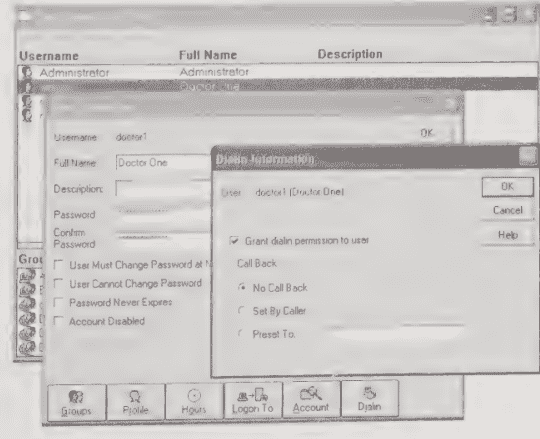 Username Full Name Description
Administrator Administrator
Username: doctor1 OK
Full Name: Doctor One
Description:
Password
Confirm
Password
User Must Change Password at
User Cannot Change Password
Password Never Expires
Account Disabled
Groups Profile Hours Logon To Account Dialin
Dialin Information
User: doctor1 (Doctor One) OK
Cancel
Help
Grant dialin permission to user
Call Back
No Call Back
Set By Caller
Preset To: